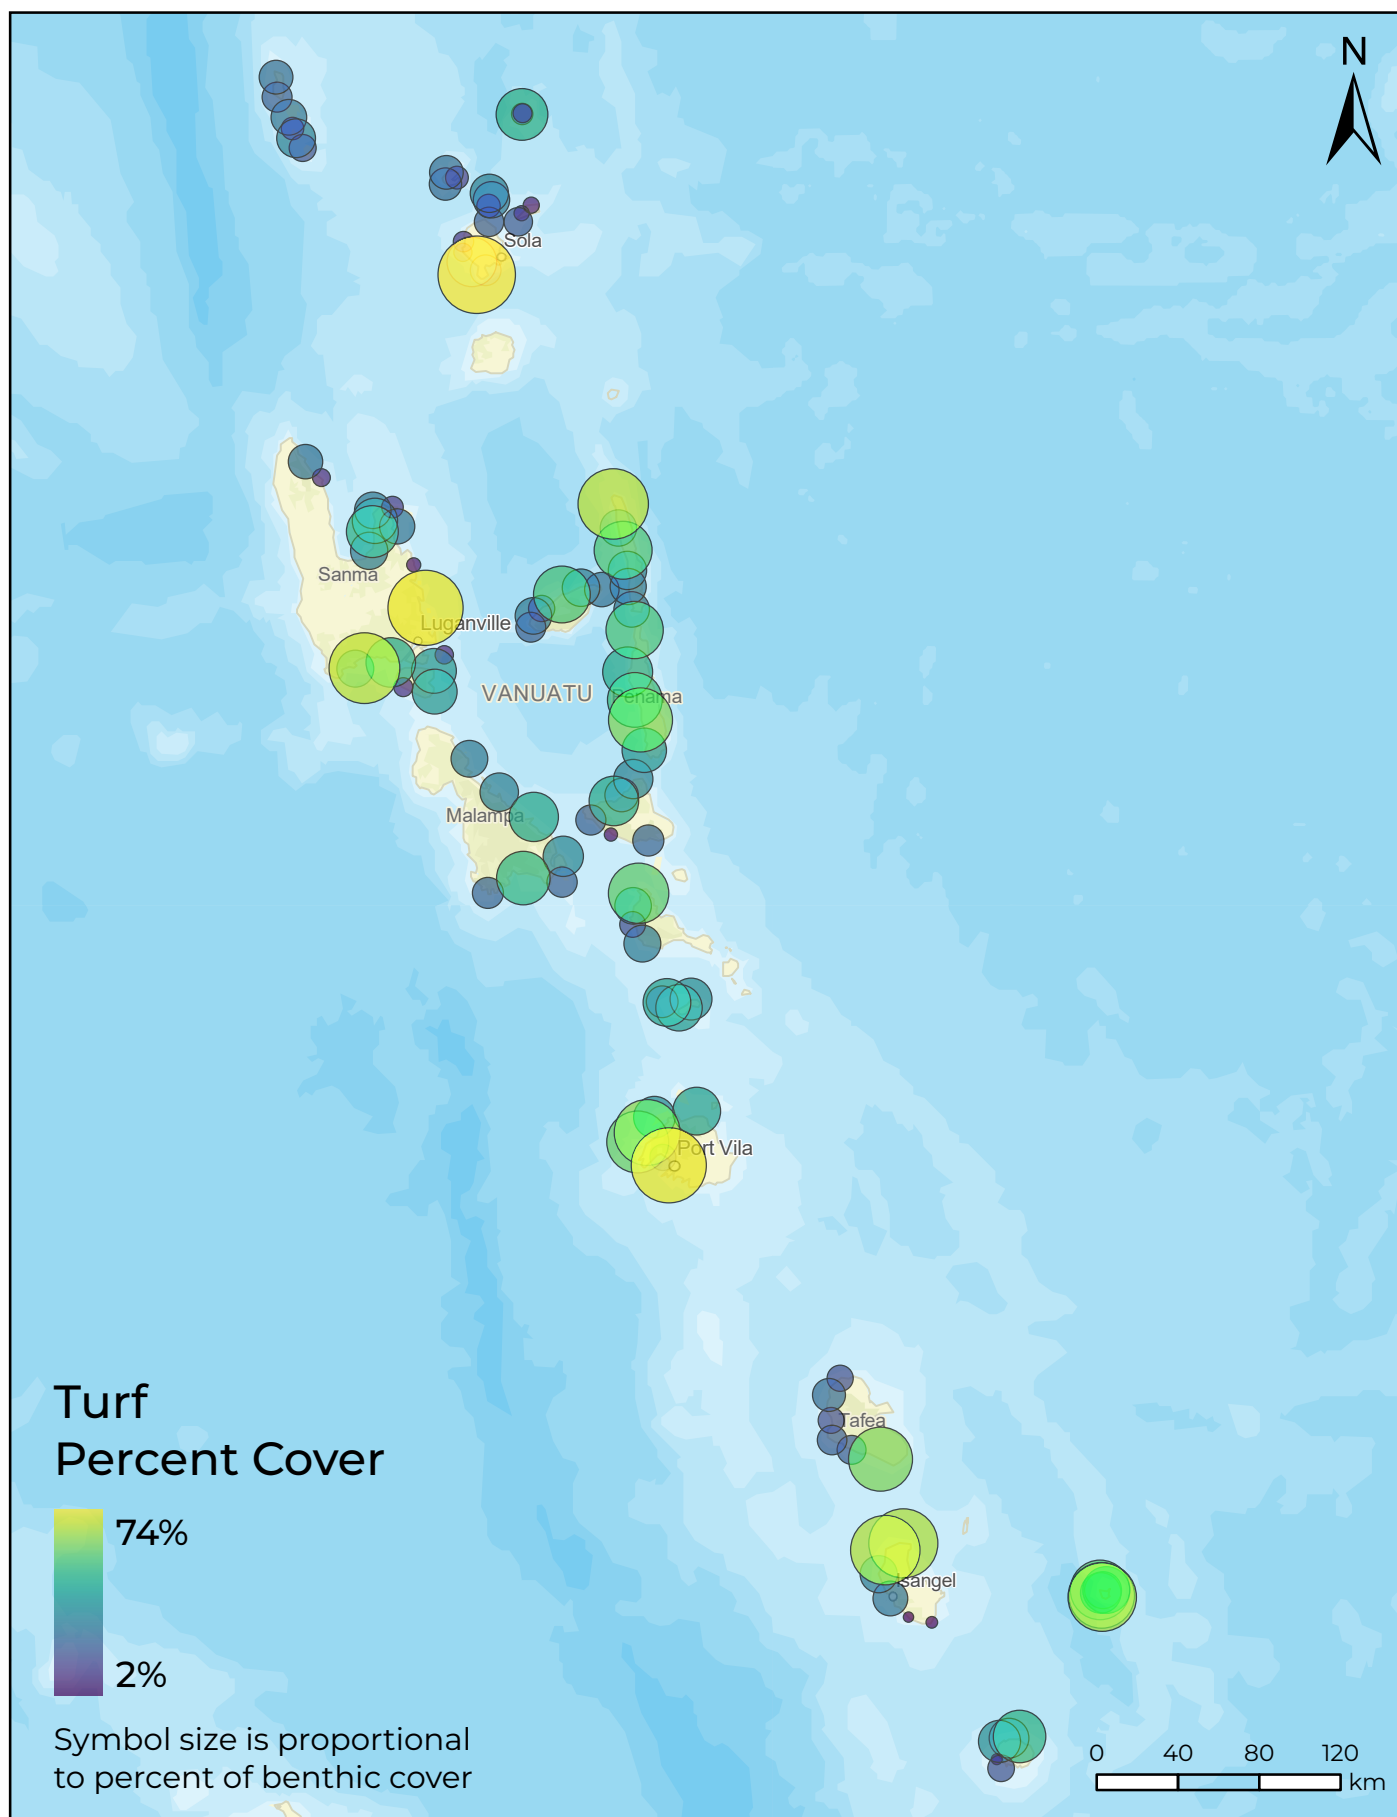 N
Sola
Sanma
Luganville
VANUATU
Penama
Malampa
Port Vila
Tafea
Isangel
Turf
Percent Cover
74%
2%
Symbol size is proportional
to percent of benthic cover
0 40 80 120
km